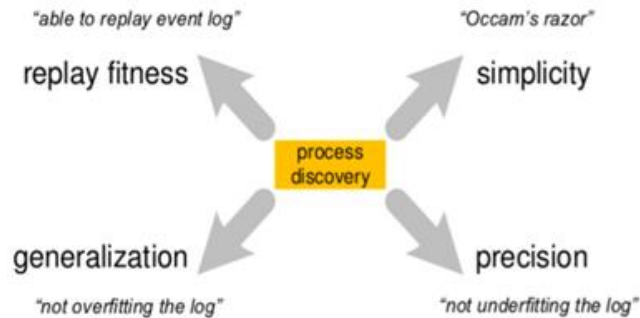 “able to replay event log”
“Occam’s razor”
replay fitness
simplicity
process
discovery
generalization
precision
“not overfitting the log”
“not underfitting the log”